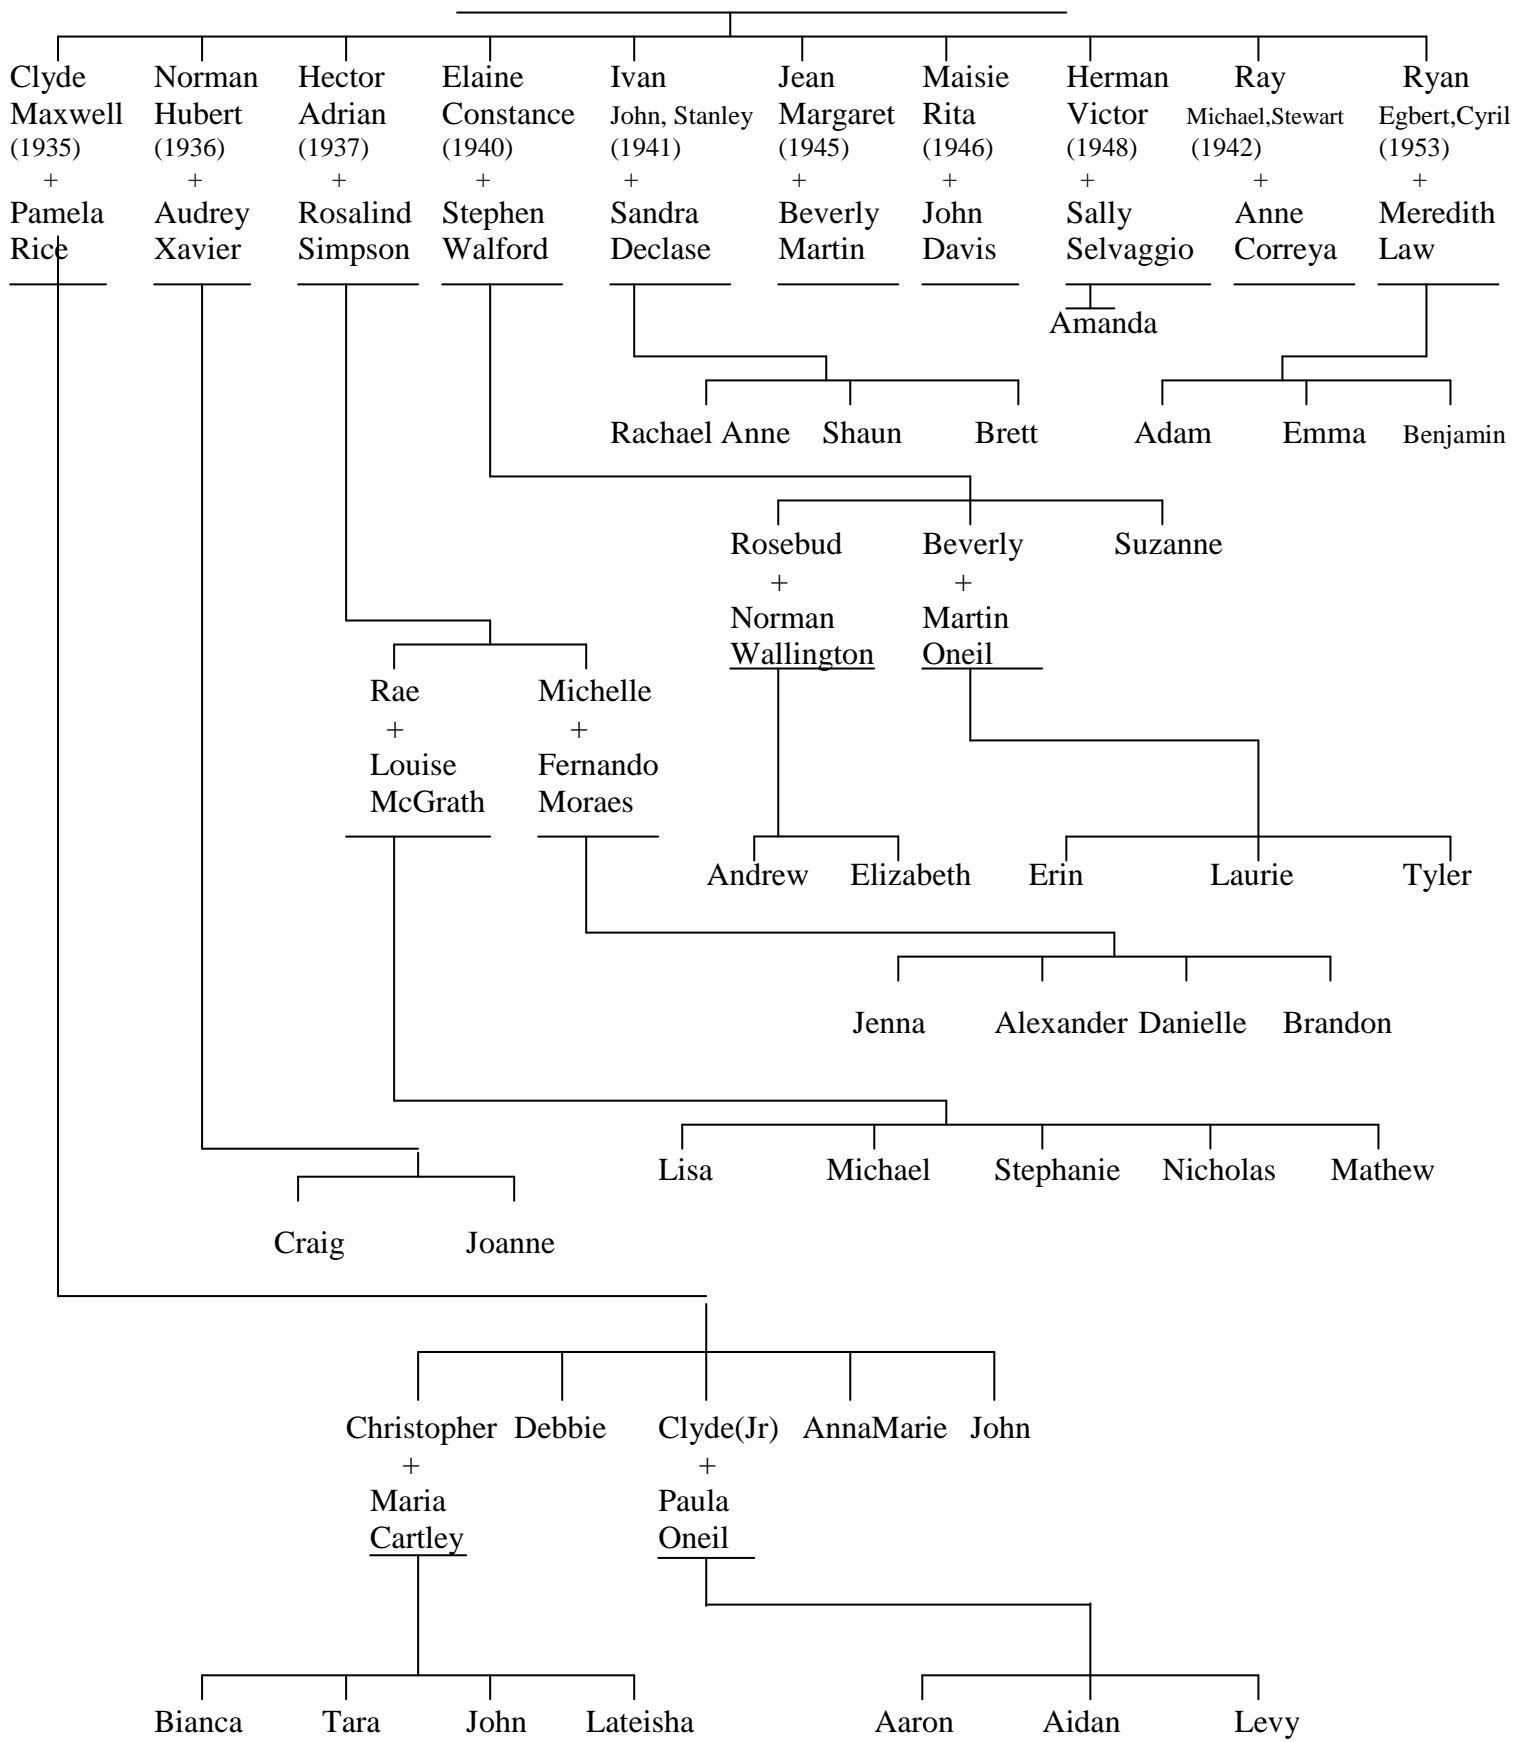 Clyde Norman Hector Elaine Ivan Jean Maisie Herman Ray Ryan
Maxwell Hubert Adrian Constance John, Stanley Margaret Rita Victor Michael,Stewart Egbert,Cyril
(1935) (1936) (1937) (1940) (1941) (1945) (1946) (1948) (1942) (1953)
+ + + + + + + + + +
Pamela Audrey Rosalind Stephen Sandra Beverly John Sally Anne Meredith
Rice Xavier Simpson Walford Declase Martin Davis Selvaggio Correya Law
Amanda
Rachael Anne Shaun Brett Adam Emma Benjamin
Rosebud Beverly Suzanne
+ +
Norman Martin
Wallington Oneil
Rae Michelle
+ +
Louise Fernando
McGrath Moraes
Andrew Elizabeth Erin Laurie Tyler
Jenna Alexander Danielle Brandon
Lisa Michael Stephanie Nicholas Mathew
Craig Joanne
Christopher Debbie Clyde(Jr) AnnaMarie John
+ +
Maria Paula
Cartley Oneil
Bianca Tara John Lateisha Aaron Aidan Levy